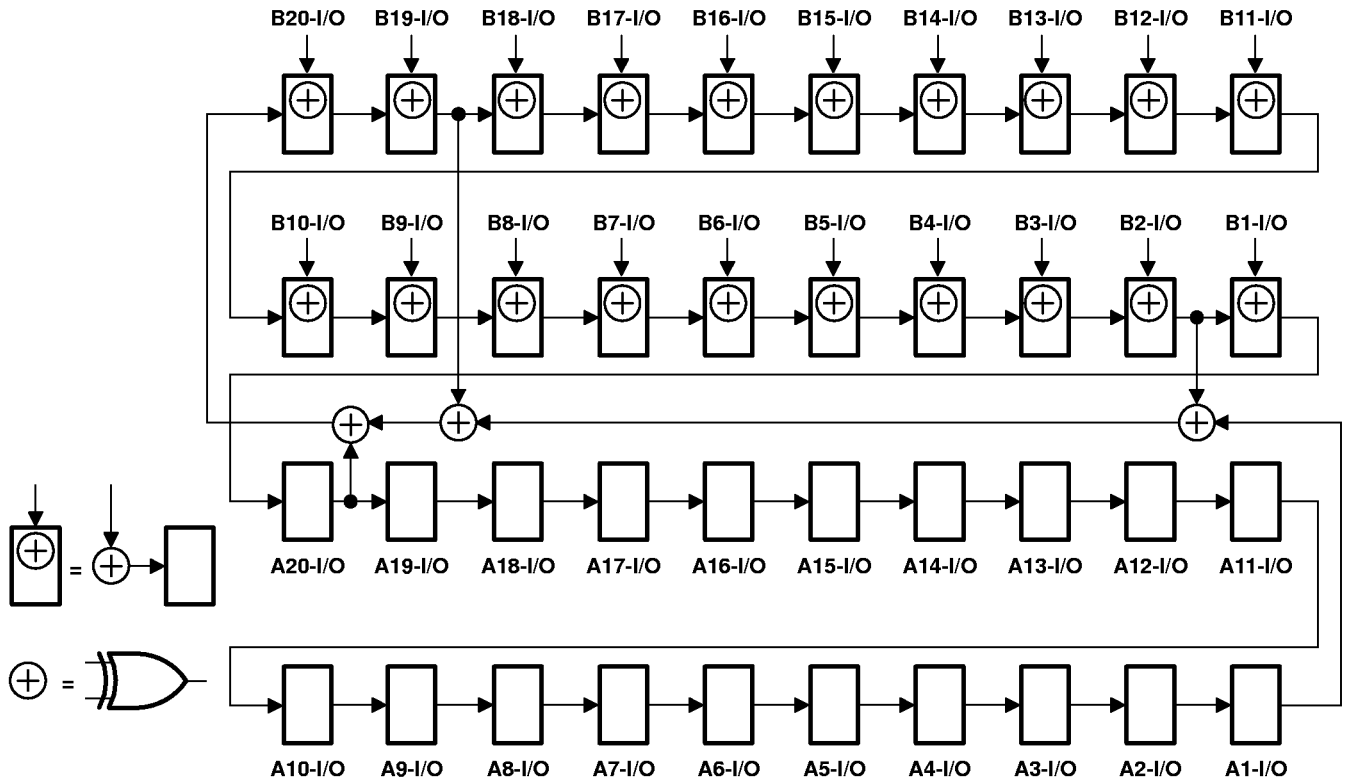 B20-I/O B19-I/O B18-I/O B17-I/O B16-I/O B15-I/O B14-I/O B13-I/O B12-I/O B11-I/O
B10-I/O B9-I/O B8-I/O B7-I/O B6-I/O B5-I/O B4-I/O B3-I/O B2-I/O B1-I/O
A20-I/O A19-I/O A18-I/O A17-I/O A16-I/O A15-I/O A14-I/O A13-I/O A12-I/O A11-I/O
=
=
A10-I/O A9-I/O A8-I/O A7-I/O A6-I/O A5-I/O A4-I/O A3-I/O A2-I/O A1-I/O